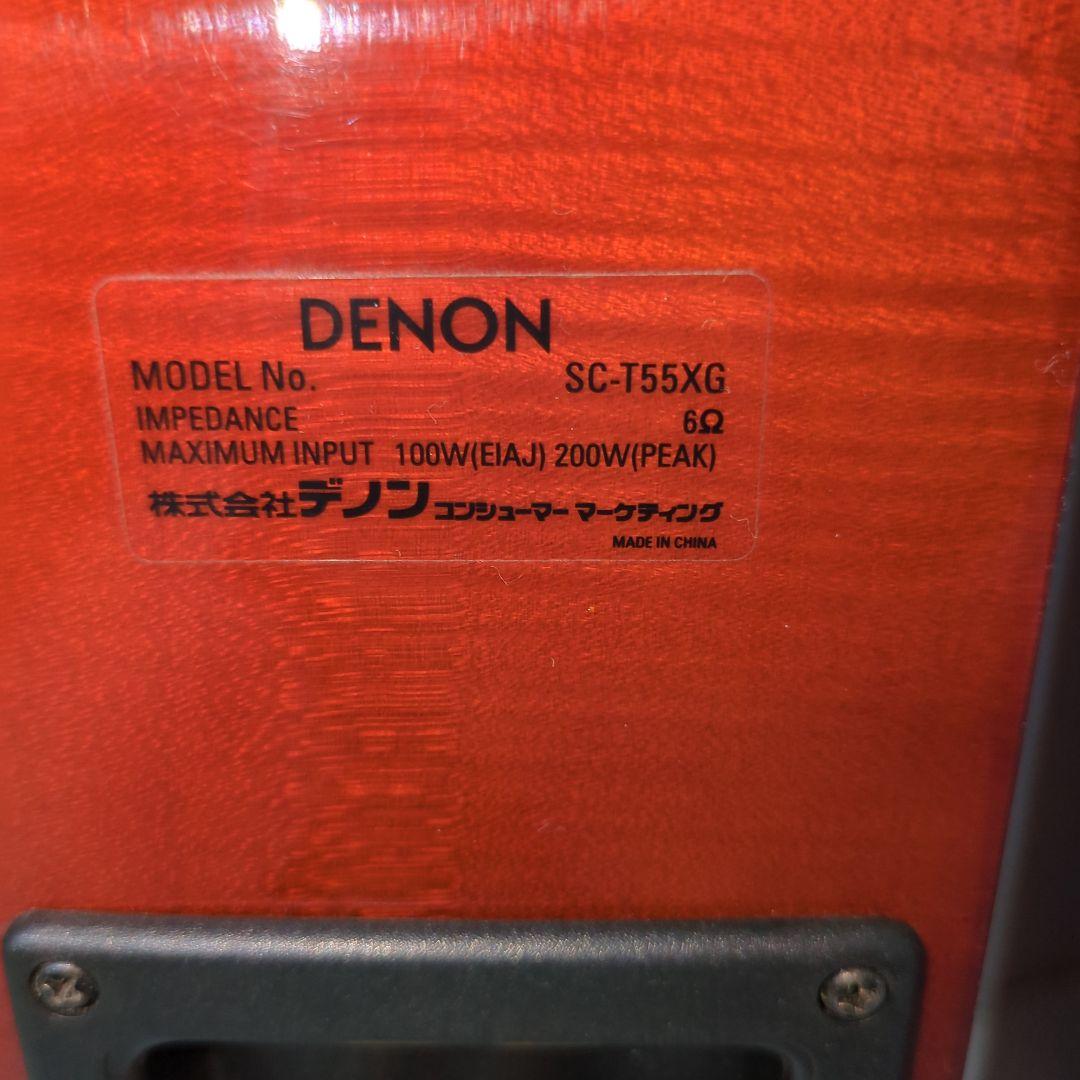 DENON
MODEL No. SC-T55XG
IMPEDANCE 6Ω
MAXIMUM INPUT 100W(EIAJ) 200W(PEAK)
株式会社デノン コンシューマー マーケティング
MADE IN CHINA